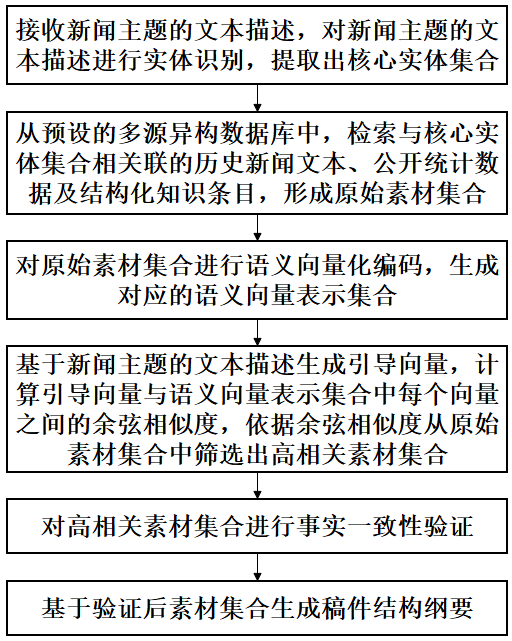 接收新闻主题的文本描述，对新闻主题的文
本描述进行实体识别，提取出核心实体集合
从预设的多源异构数据库中，检索与核心实
体集合相关联的历史新闻文本、公开统计数
据及结构化知识条目，形成原始素材集合
对原始素材集合进行语义向量化编码，生成
对应的语义向量表示集合
基于新闻主题的文本描述生成引导向量，计
算引导向量与语义向量表示集合中每个向量
之间的余弦相似度，依据余弦相似度从原始
素材集合中筛选出高相关素材集合
对高相关素材集合进行事实一致性验证
基于验证后素材集合生成稿件结构纲要